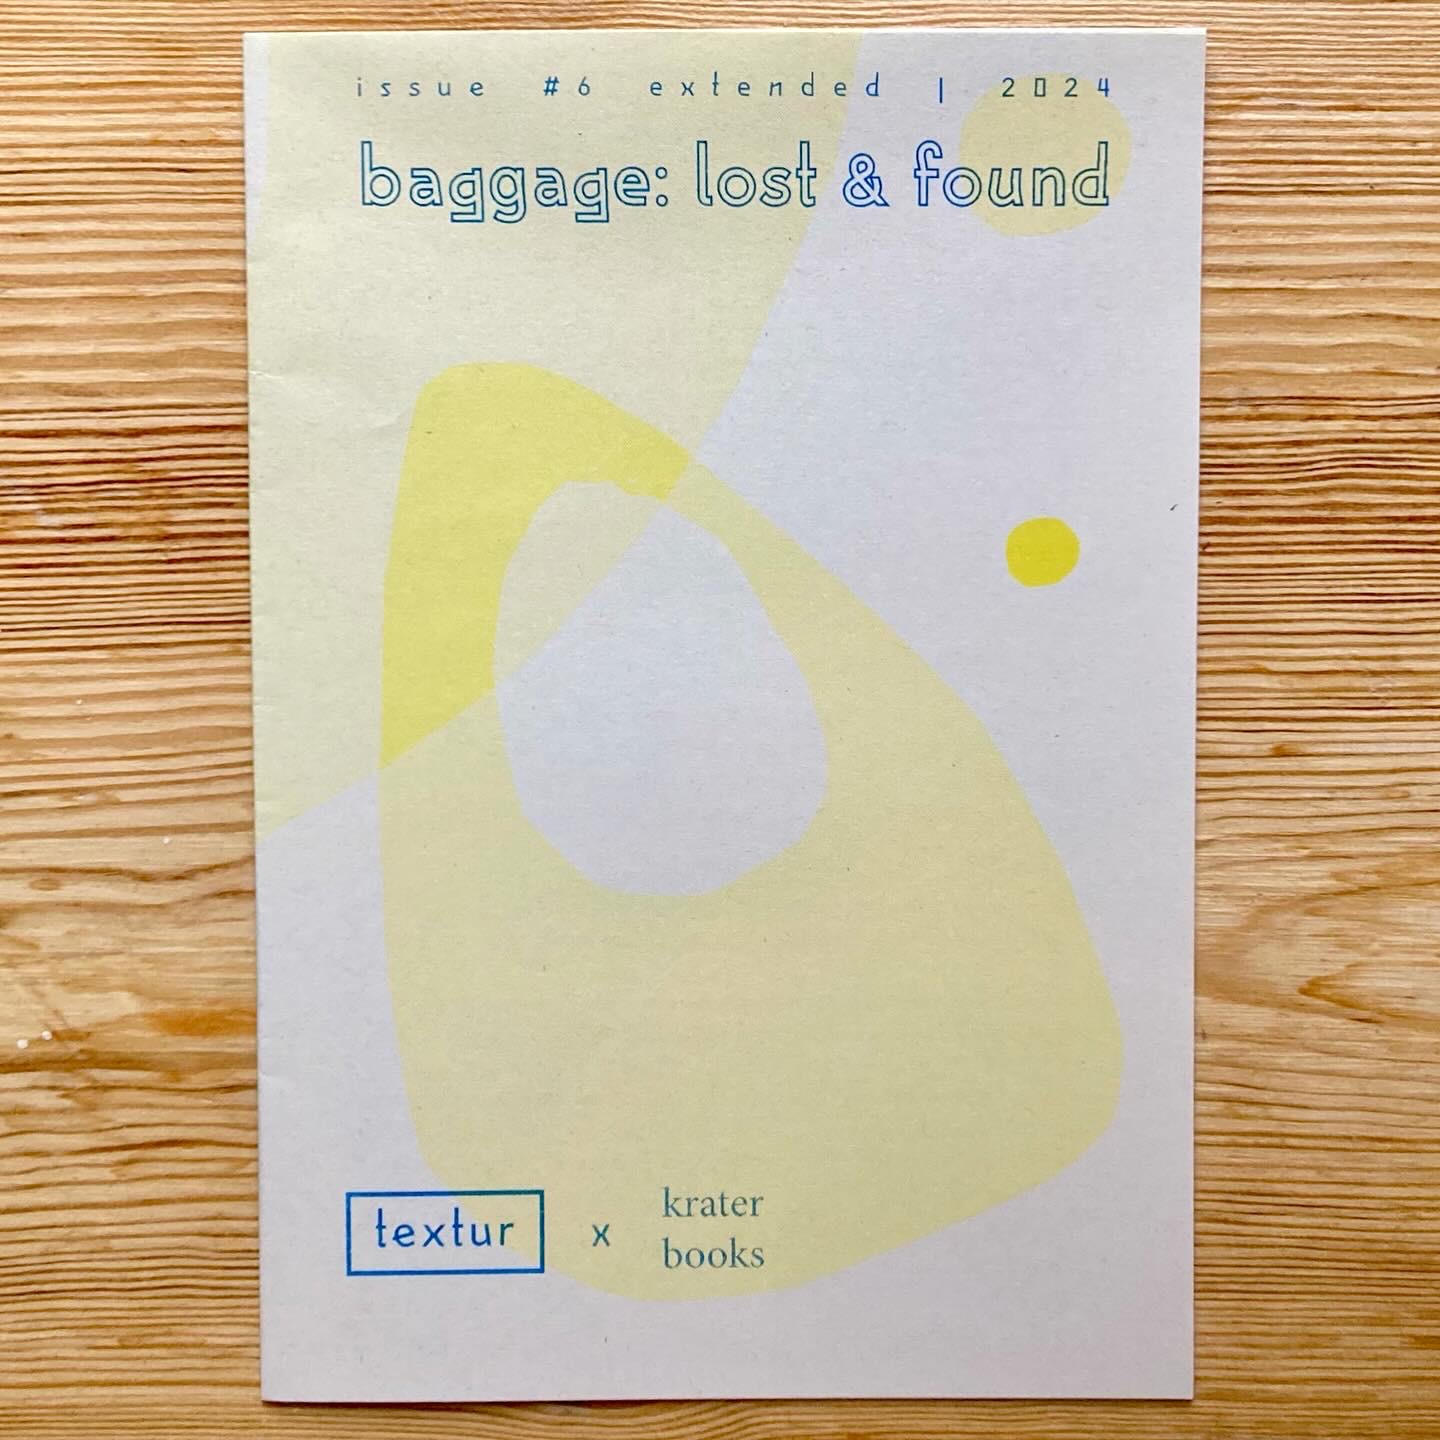 issue #6 extended | 2024
baggage: lost & found
textur x krater
books